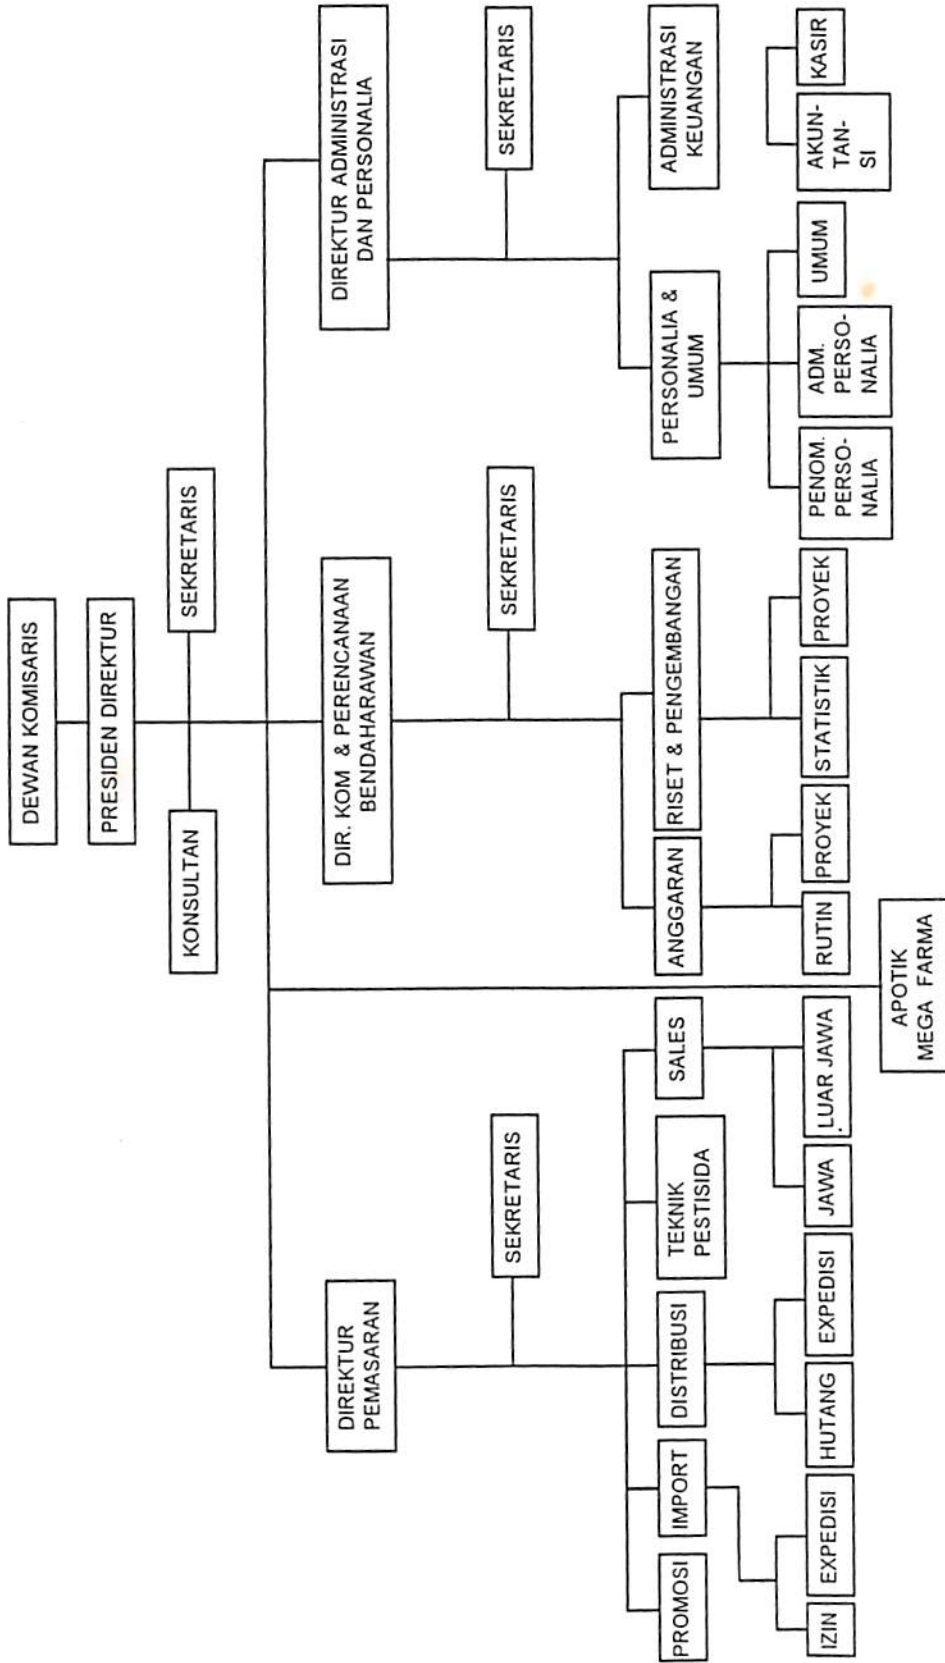 DEWAN KOMISARIS
PRESIDEN DIREKTUR
KONSULTAN
SEKRETARIS
DIREKTUR
PEMASARAN
DIR. KOM & PERENCANAAN
BENDAHARAWAN
DIREKTUR ADMINISTRASI
DAN PERSONALIA
SEKRETARIS
SEKRETARIS
SEKRETARIS
PROMOSI
IMPORT
DISTRIBUSI
TEKNIK
PESTISIDA
SALES
ANGGARAN
RISET & PENGEMBANGAN
PERSONALIA &
UMUM
ADMINISTRASI
KEUANGAN
IZIN
EXPEDISI
HUTANG
EXPEDISI
JAWA
LUAR JAWA
RUTIN
PROYEK
STATISTIK
PROYEK
PENOM.
PERSO-
NALIA
ADM.
PERSO-
NALIA
UMUM
AKUN-
TAN-
SI
KASIR
APOTIK
MEGA FARMA